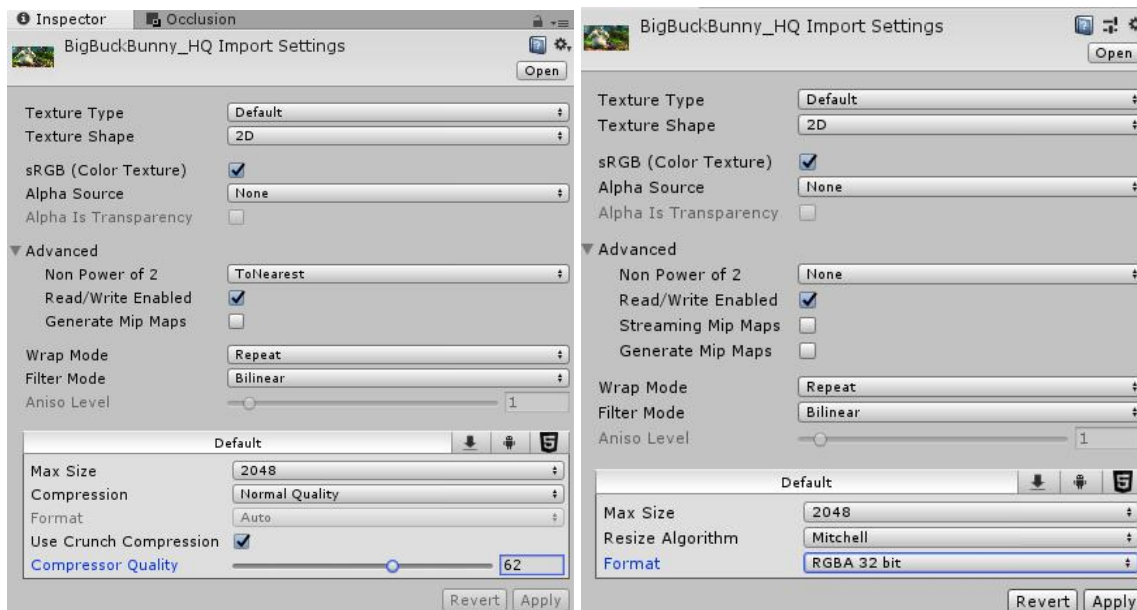 Inspector Occlusion
BigBuckBunny_HQ Import Settings
Open
Texture Type Default
Texture Shape 2D
sRGB (Color Texture)
Alpha Source None
Alpha Is Transparency
Advanced
Non Power of 2 ToNearest
Read/Write Enabled
Generate Mip Maps
Wrap Mode Repeat
Filter Mode Bilinear
Aniso Level 1
Default
Max Size 2048
Compression Normal Quality
Format Auto
Use Crunch Compression
Compressor Quality 62
Revert Apply
BigBuckBunny_HQ Import Settings
Open
Texture Type Default
Texture Shape 2D
sRGB (Color Texture)
Alpha Source None
Alpha Is Transparency
Advanced
Non Power of 2 None
Read/Write Enabled
Streaming Mip Maps
Generate Mip Maps
Wrap Mode Repeat
Filter Mode Bilinear
Aniso Level 1
Default
Max Size 2048
Resize Algorithm Mitchell
Format RGBA 32 bit
Revert Apply